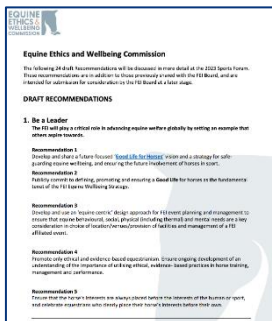 EQUINE
ETHICS &
WELLBEING
COMMISSION
Equine Ethics and Wellbeing Commission
The following 24 draft Recommendations will be discussed in more detail at the 2023 Sports Forum.
These recommendations are in addition to those previously shared with the FEI Board, and are
intended for submission for consideration by the FEI Board at a later stage.
DRAFT RECOMMENDATIONS
1. Be a Leader
The FEI will play a critical role in advancing equine welfare globally by setting an example that
others aspire towards.
Recommendation 1
Develop and share a future focused 'Good Life for Horses' vision and a strategy for safe-
guarding equine wellbeing, and ensuring the future involvement of horses in sport.
Recommendation 2
Publicly commit to defining, promoting and ensuring a Good Life for horses as the fundamental
tenet of the FEI Equine Wellbeing Strategy.
Recommendation 3
Develop and use an 'equine centric' design approach for FEI event planning and management to
ensure that equine behavioural, social, physical (including thermal) and mental needs are a key
consideration in choice of location/venues/provision of facilities and management of a FEI
affiliated event.
Recommendation 4
Promote only ethical and evidence-based equestrianism. Ensure ongoing development of an
understanding of the importance of utilising ethical, evidence-based practices in horse training,
management and performance.
Recommendation 5
Ensure that the horse's interests are always placed before the interests of the human or sport,
and celebrate equestrians who clearly place their horse's interests before their own.